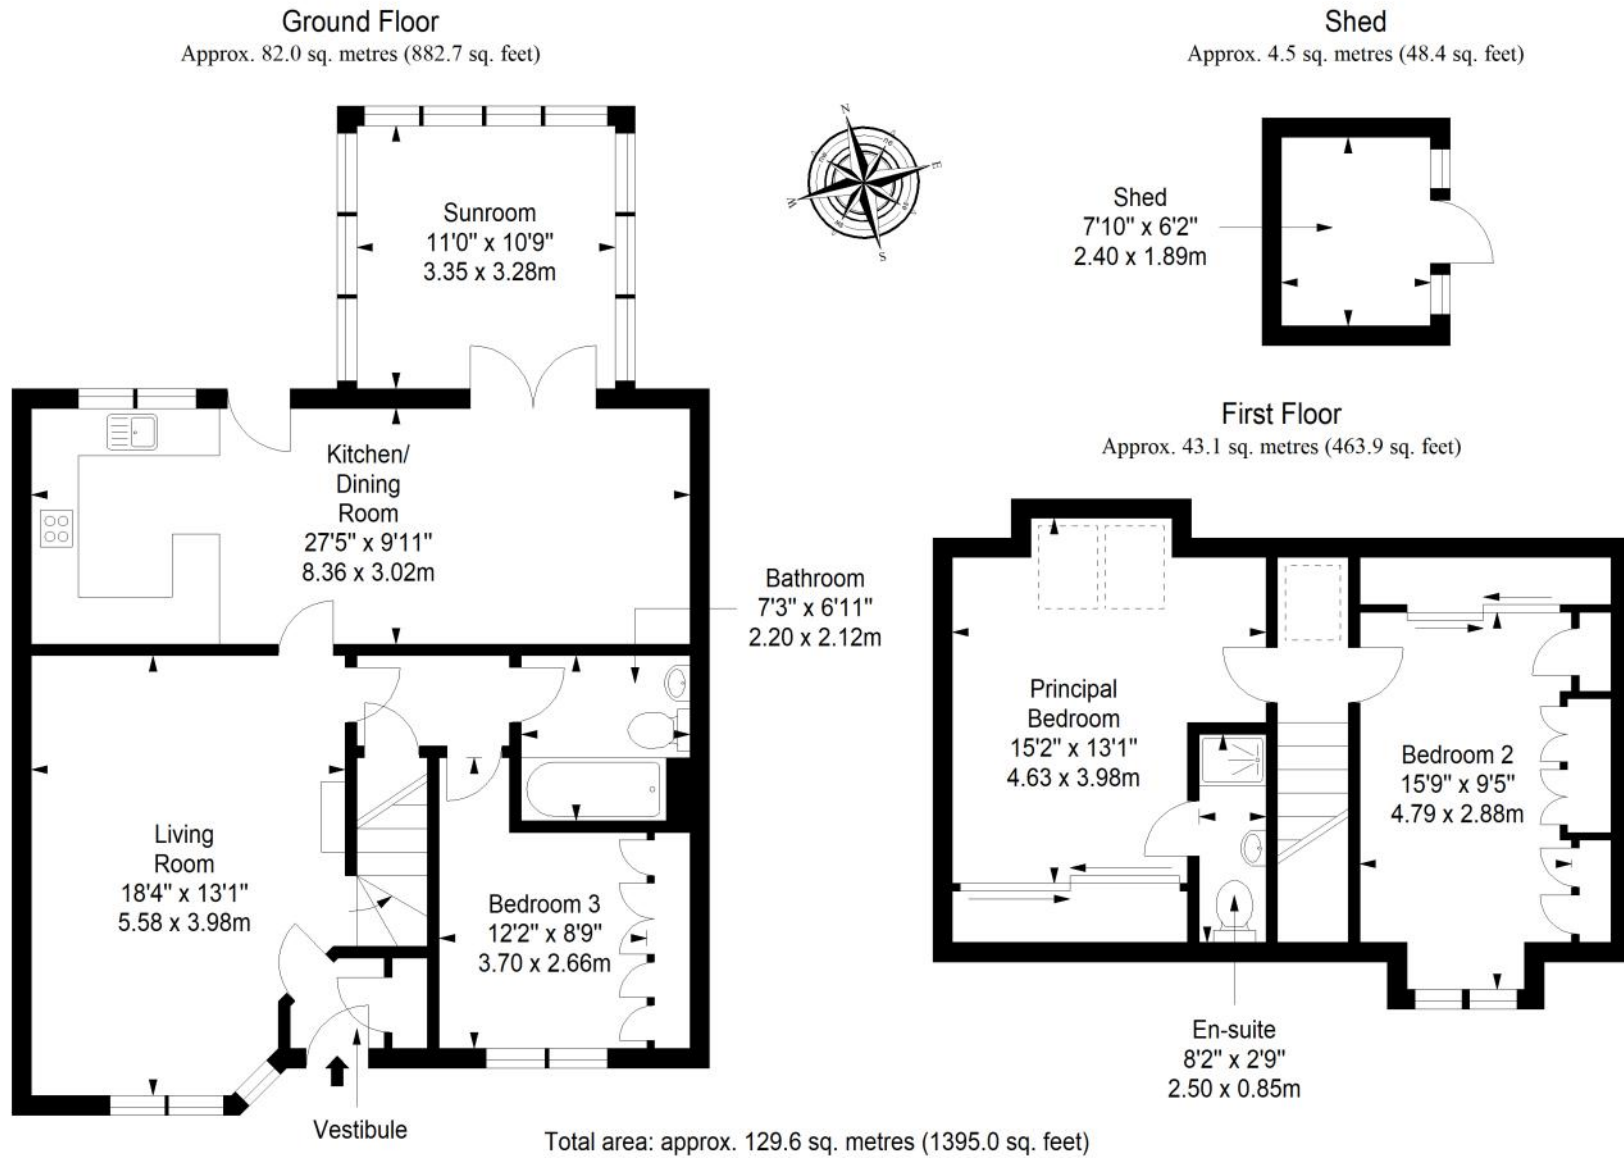 Ground Floor
Approx. 82.0 sq. metres (882.7 sq. feet)
Shed
Approx. 4.5 sq. metres (48.4 sq. feet)
N
E
S
W
Sunroom
11'0" x 10'9"
3.35 x 3.28m
Shed
7'10" x 6'2"
2.40 x 1.89m
Kitchen/
Dining
Room
27'5" x 9'11"
8.36 x 3.02m
First Floor
Approx. 43.1 sq. metres (463.9 sq. feet)
Bathroom
7'3" x 6'11"
2.20 x 2.12m
Principal
Bedroom
15'2" x 13'1"
4.63 x 3.98m
Bedroom 2
15'9" x 9'5"
4.79 x 2.88m
Living
Room
18'4" x 13'1"
5.58 x 3.98m
Bedroom 3
12'2" x 8'9"
3.70 x 2.66m
En-suite
8'2" x 2'9"
2.50 x 0.85m
Vestibule
Total area: approx. 129.6 sq. metres (1395.0 sq. feet)